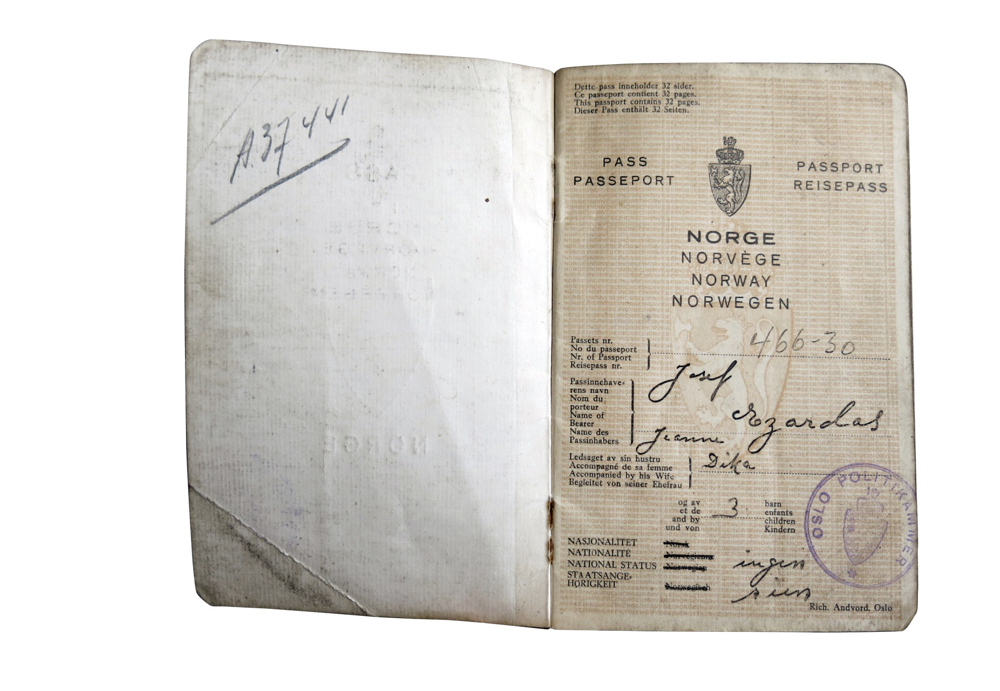 A.37441
Dette pass inneholder 32 sider.
Ce passeport contient 32 pages.
This passport contains 32 pages.
Dieser Pass enthält 32 Seiten.
PASS
PASSEPORT
PASSPORT
REISEPASS
NORGE
NORVÈGE
NORWAY
NORWEGEN
Passets nr.
No du passeport
Nr. of Passport
Reisepass nr.
466-30
Passinnehave-
rens navn
Nom du
porteur
Name of
Bearer
Name des
Passinhabers
Josef
Czardas
Jeanne
Ledsaget av sin hustru
Accompagné de sa femme
Accompanied by his Wife
Begleitet von seiner Ehefrau
Dika
og av
et de
and by
und von
3
barn
enfants
children
Kindern
NASJONALITET Norsk
NATIONALITÉ Norvégienne
NATIONAL STATUS Norwegian
STAATSANGE-
HÖRIGKEIT Norwegisch
ingen
OSLO POLITIKAMMER
Rich. Andvord, Oslo
NORGE